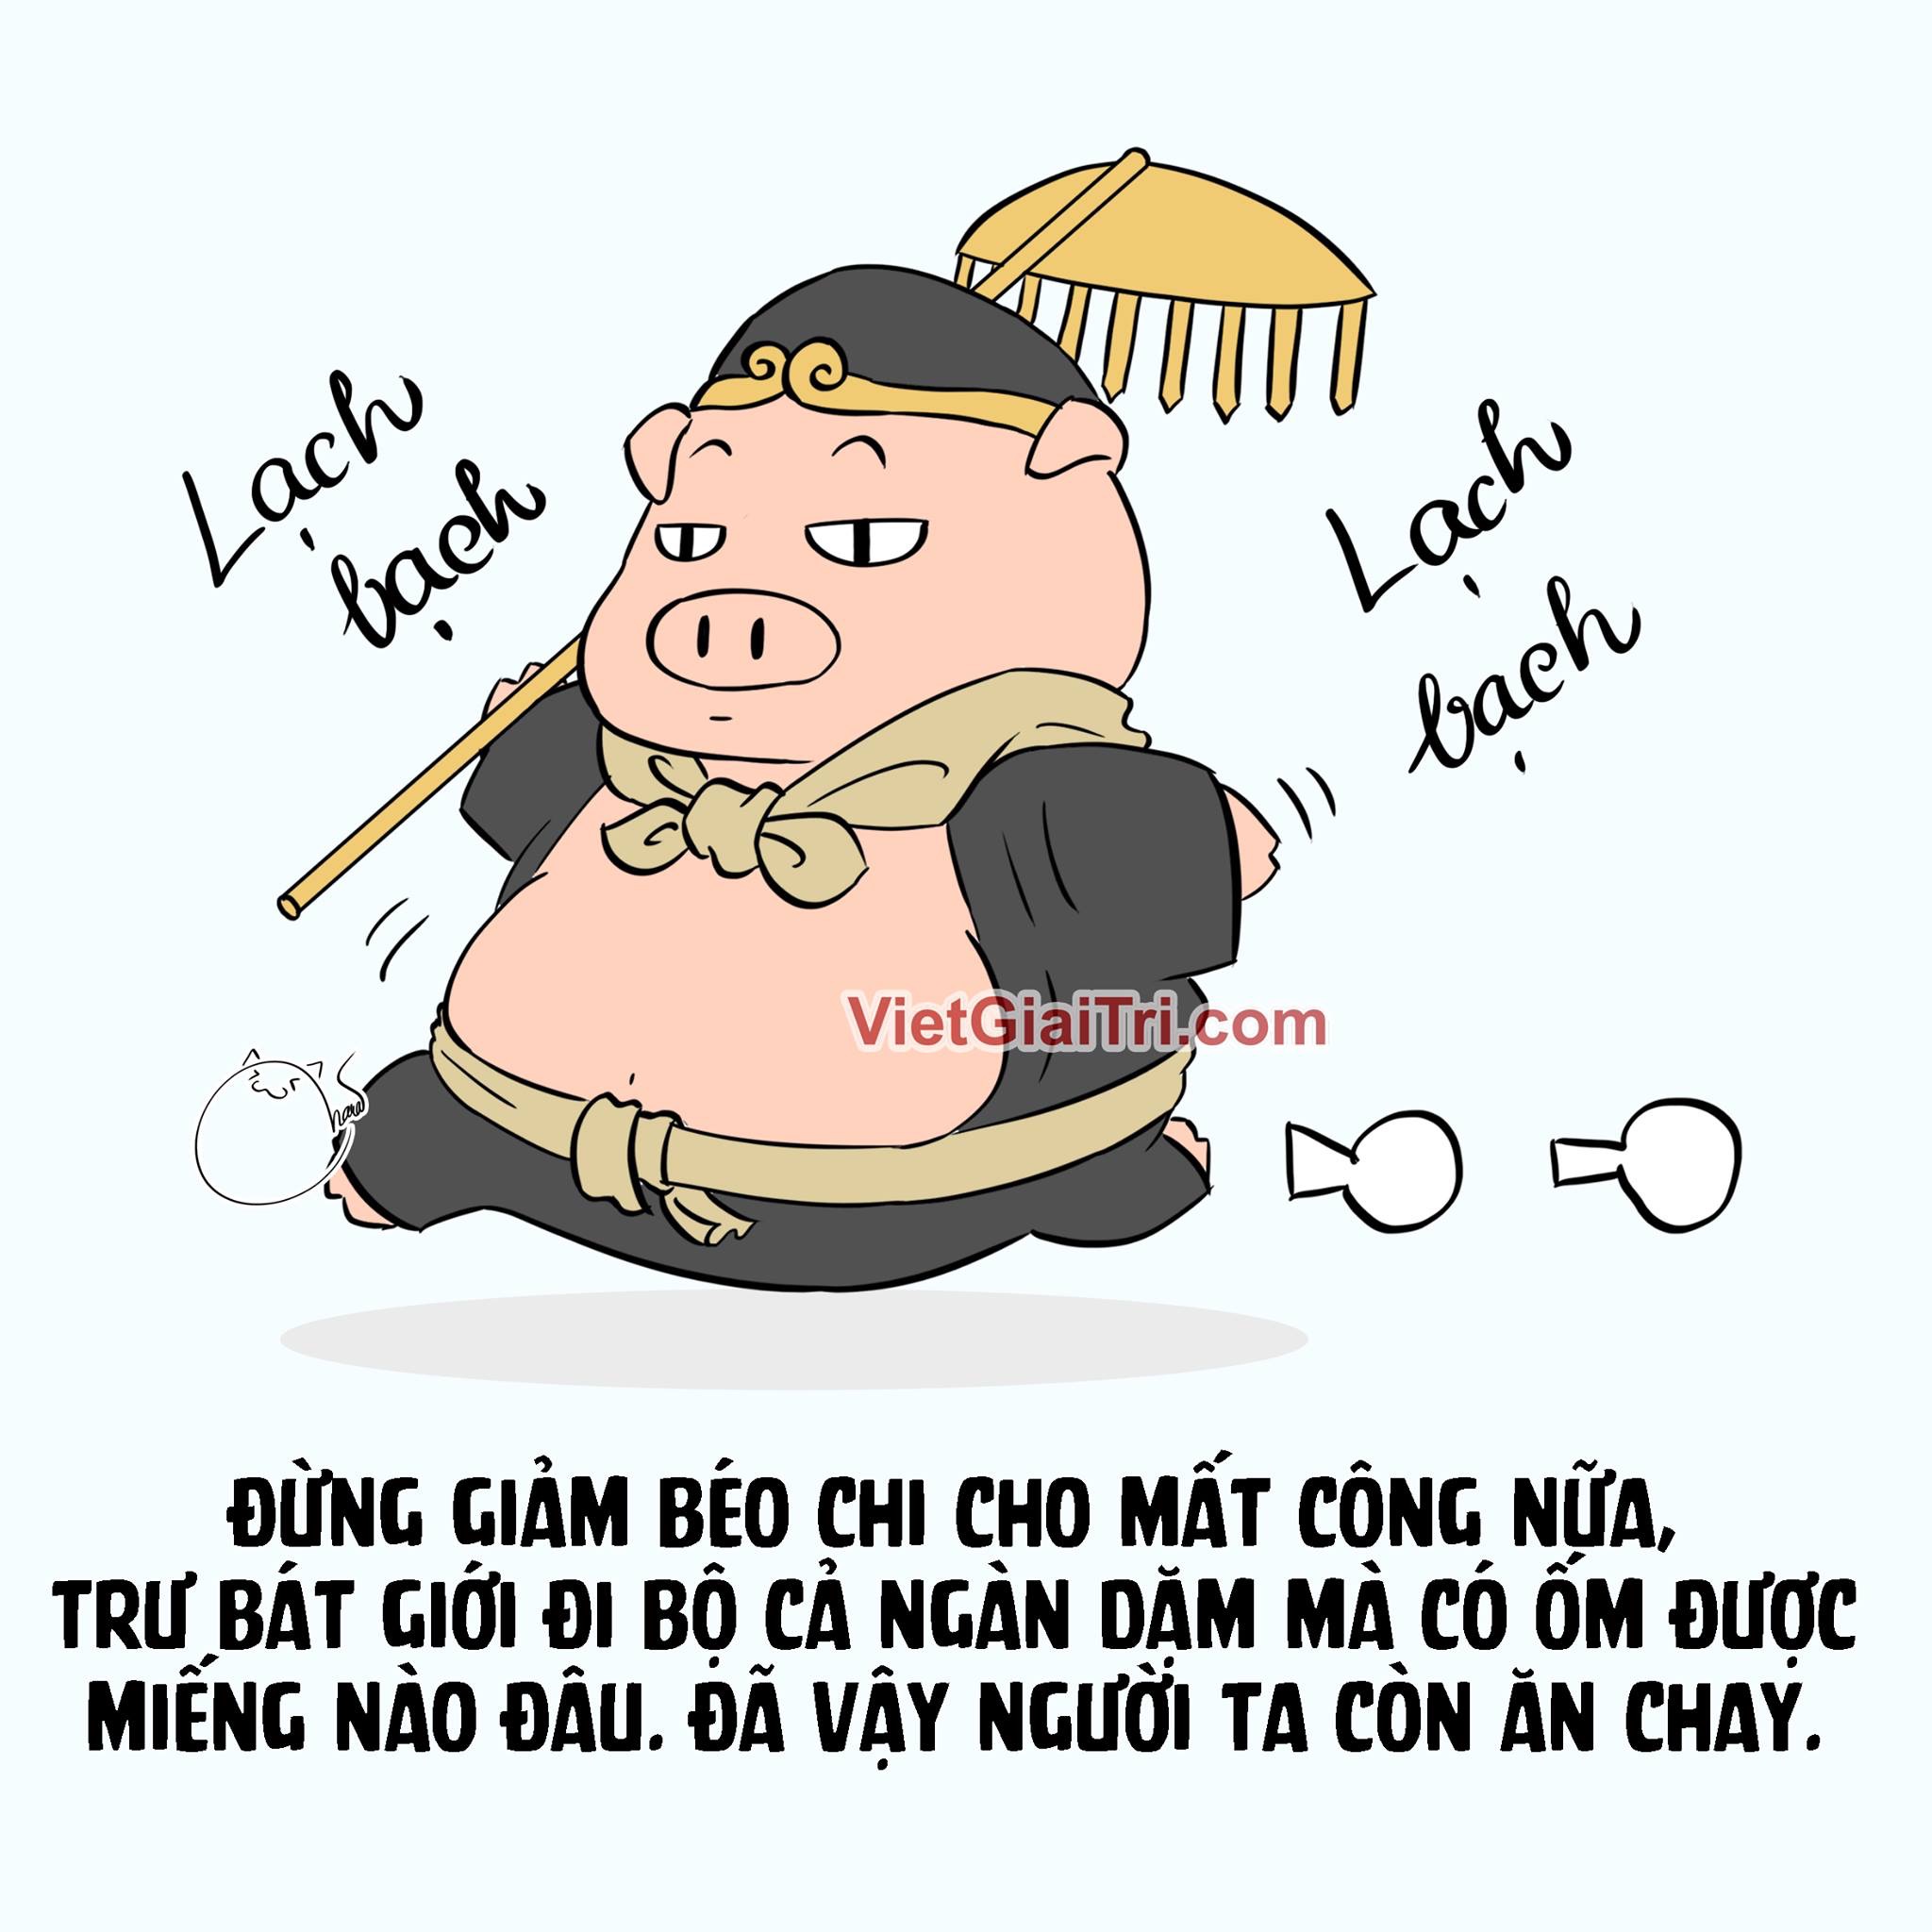 Lạch
bạch
Lạch
bạch
VietGiaiTri.com
ĐỪNG GIẢM BÉO CHI CHO MẤT CÔNG NỮA,
TRƯ BÁT GIỚI ĐI BỘ CẢ NGÀN DẶM MÀ CÓ ỐM ĐƯỢC
MIẾNG NÀO ĐÂU. ĐÃ VẬY NGƯỜI TA CÒN ĂN CHAY.